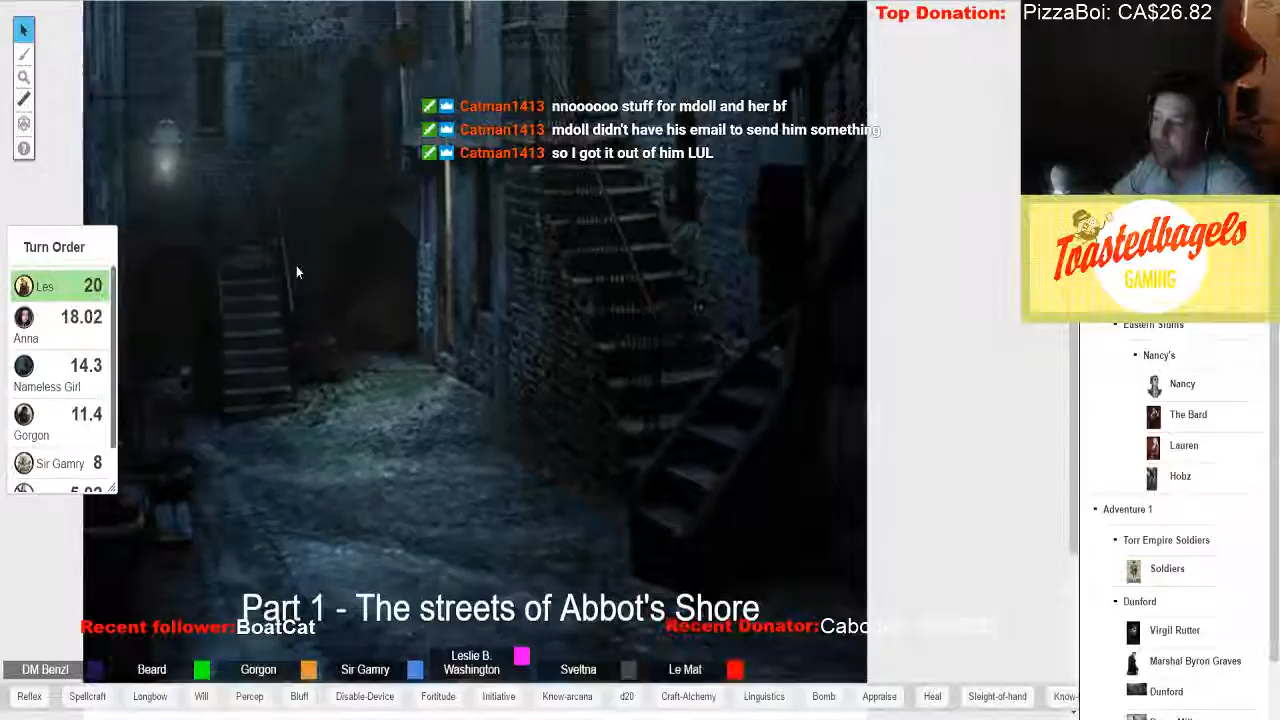 Top Donation: PizzaBoi: CA$26.82
Catman1413 nnoooooo stuff for mdoll and her bf
Catman1413 mdoll didn't have his email to send him something
Catman1413 so I got it out of him LUL
Toastedbagels
GAMING
Turn Order
Les 20
18.02
Anna
14.3
Nameless Girl
11.4
Gorgon
Sir Gamry 8
Eastern Slums
Nancy's
Nancy
The Bard
Lauren
Hobz
Adventure 1
Torr Empire Soldiers
Soldiers
Dunford
Virgil Rutter
Marshal Byron Graves
Dunford
Part 1 - The streets of Abbot's Shore
Recent follower:BoatCat
Recent Donator:
DM Benzl
Beard
Gorgon
Sir Gamry
Leslie B.
Washington
Sveltna
Le Maf
Reflex Spellcraft Longbow Will Percep Bluff Disable-Device Fortitude Initiative Know-arcana d20 Craft-Alchemy Linguistics Bomb Appraise Heal Sleight-of-hand